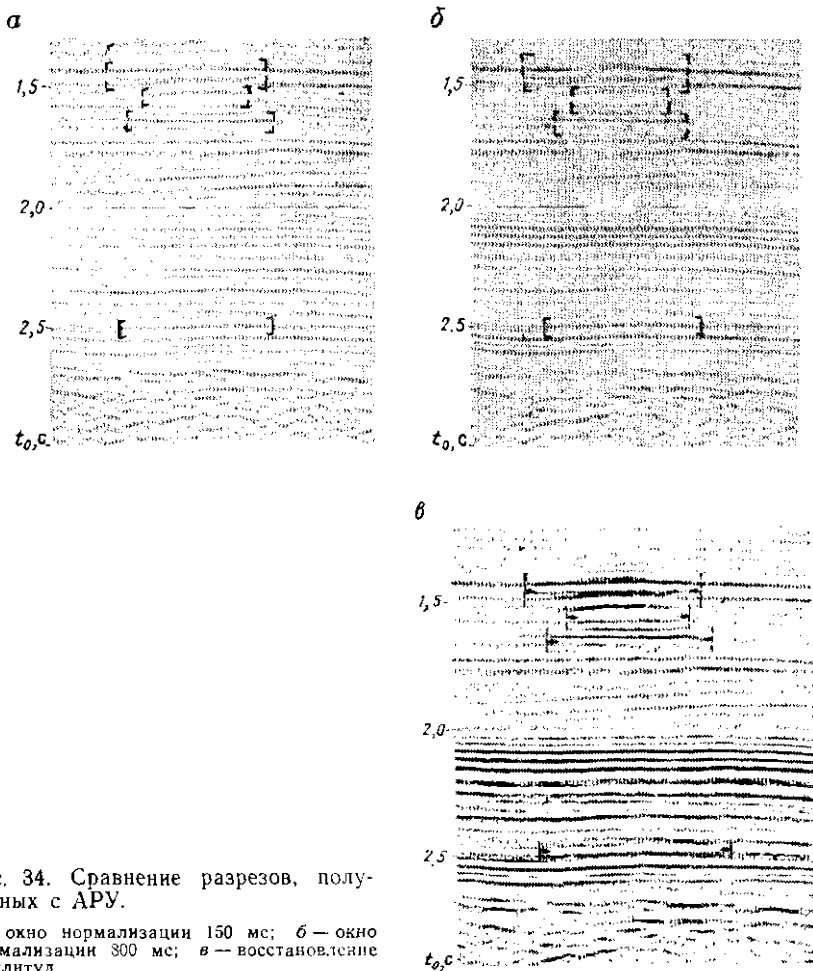 а
б
1,5
2,0
2,5
t₀, с
1,5
2,0
2,5
t₀, с
в
1,5
2,0
2,5
t₀, с
с. 34. Сравнение разрезов, полу-
ных с АРУ.
окно нормализации 150 мс; б — окно
мализации 300 мс; в — восстановление
плитуд